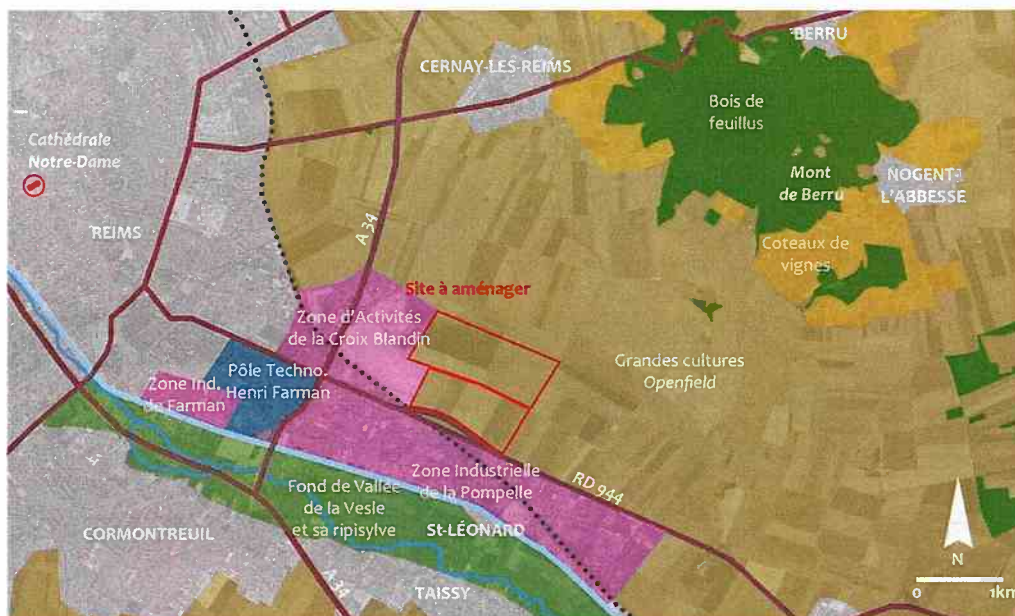 BERRU
CERNAY-LES-REIMS
Bois de
feuillus
Cathédrale
Notre-Dame
Mont
de Berru
NOGENT-
L'ABBESSE
REIMS
A 34
Coteaux de
vignes
Site à aménager
Zone d'Activités
de la Croix Blandin
Grandes cultures
Openfield
Pôle Techno.
Henri Farman
Zone Ind.
de Farman
Zone Industrielle
de la Pompelle
RD 944
Fond de Vallée
de la Vesle
et sa ripisylve
St-LÉONARD
CORMONTREUIL
A 34
TAISSY
N
0 1km